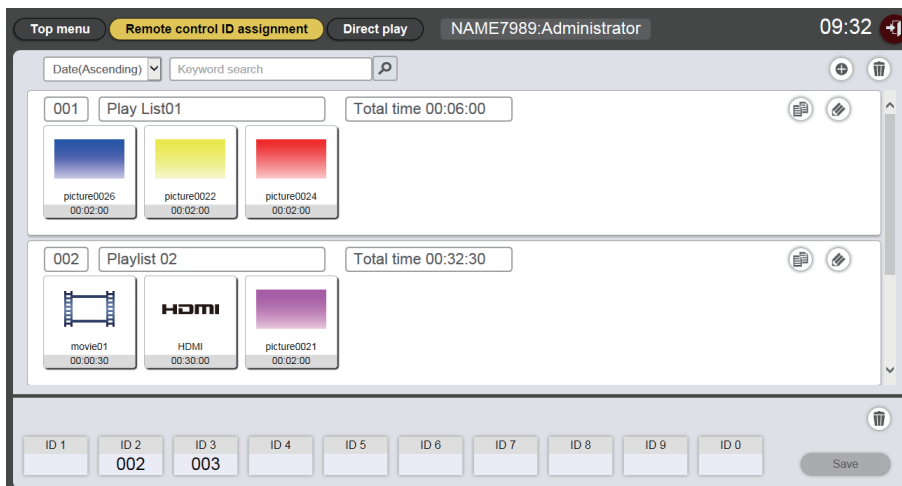 Top menu Remote control ID assignment Direct play NAME7989:Administrator 09:32
Date(Ascending) Keyword search
001 Play List01 Total time 00:06:00
picture0026 picture0022 picture0024
00:02:00 00:02:00 00:02:00
002 Playlist 02 Total time 00:32:30
HDMI
movie01 HDMI picture0021
00:00:30 00:30:00 00:02:00
ID 1 ID 2 ID 3 ID 4 ID 5 ID 6 ID 7 ID 8 ID 9 ID 0
002 003 Save